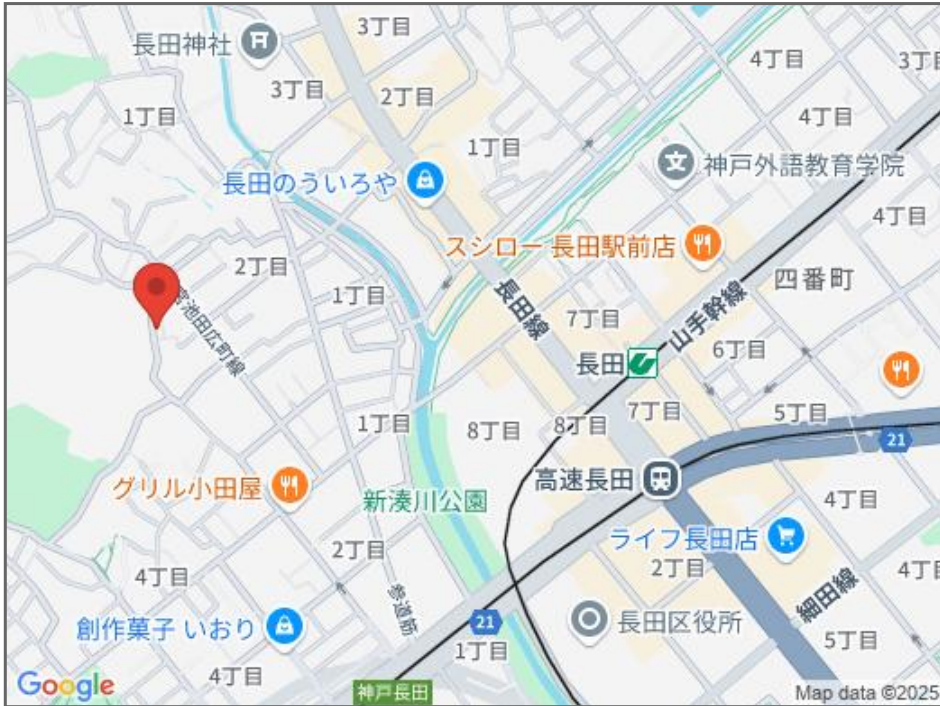 3丁目
長田神社
4丁目
3丁
3丁目
2丁目
1丁目
4丁目
1丁目
神戸外語教育学院
長田のういろや
4丁目
スシロー 長田駅前店
2丁目
四番町
1丁目
長田線
7丁目
山手幹線
宮池田広町線
長田
6丁目
7丁目
5丁目
1丁目
8丁目
8丁目
21
高速長田
グリル小田屋
新湊川公園
4丁目
ライフ長田店
2丁目
2丁目
4丁目
4丁
細田線
参道筋
創作菓子 いおり
21
長田区役所
1丁目
5丁目
4丁目
神戸長田
Google
Map data ©2025